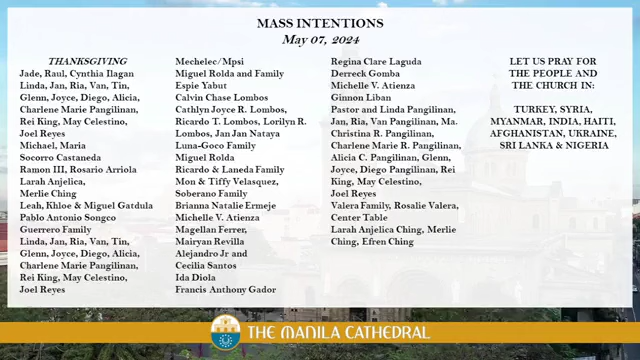 MASS INTENTIONS
May 07, 2024
THANKSGIVING
Jade, Raul, Cynthia Ilagan
Linda, Jan, Ria, Van, Tin,
Glenn, Joyce, Diego, Alicia,
Charlene Marie Pangilinan,
Rei King, May Celestino,
Joel Reyes
Michael, Maria
Socorro Castaneda
Ramon III, Rosario Arriola
Larah Anjelica,
Merlie Ching
Leah, Khloe & Miguel Gatdula
Pablo Antonio Songco
Guerrero Family
Linda, Jan, Ria, Van, Tin,
Glenn, Joyce, Diego, Alicia,
Charlene Marie Pangilinan,
Rei King, May Celestino,
Joel Reyes
Mechelec/Mpsi
Miguel Rolda and Family
Espie Yabut
Calvin Chase Lombos
Cathlyn Joyce R. Lombos,
Ricardo T. Lombos, Lorilyn R.
Lombos, Jan Jan Nataya
Luna-Goco Family
Miguel Rolda
Ricardo & Laneda Family
Mon & Tiffy Velasquez,
Soberano Family
Brianna Natalie Ermeje
Michelle V. Atienza
Magellan Ferrer,
Mairyan Revilla
Alejandro Jr and
Cecilia Santos
Ida Diola
Francis Anthony Gador
Regina Clare Laguda
Derreck Gomba
Michelle V. Atienza
Ginnon Liban
Pastor and Linda Pangilinan,
Jan, Ria, Van Pangilinan, Ma.
Christina R. Pangilinan,
Charlene Marie R. Pangilinan,
Alicia C. Pangilinan, Glenn,
Joyce, Diego Pangilinan, Rei
King, May Celestino,
Joel Reyes
Valera Family, Rosalie Valera,
Center Table
Larah Anjelica Ching, Merlie
Ching, Efren Ching
LET US PRAY FOR
THE PEOPLE AND
THE CHURCH IN:
TURKEY, SYRIA,
MYANMAR, INDIA, HAITI,
AFGHANISTAN, UKRAINE,
SRI LANKA & NIGERIA
THE MANILA CATHEDRAL